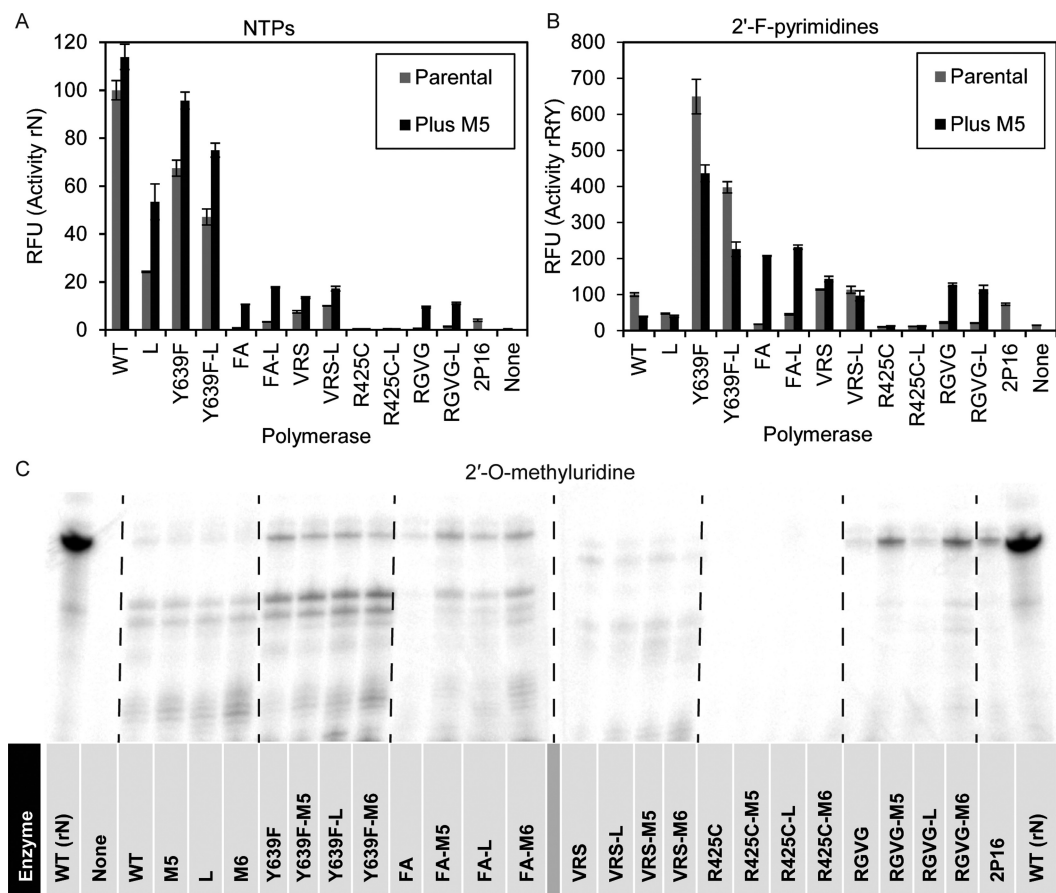 A
NTPs
RFU (Activity rN)
120
100
80
60
40
20
0
Parental
Plus M5
WT
L
Y639F
Y639F-L
FA
FA-L
VRS
VRS-L
R425C
R425C-L
RGVG
RGVG-L
2P16
None
Polymerase
B
2'-F-pyrimidines
RFU (Activity rRfY)
800
700
600
500
400
300
200
100
0
Parental
Plus M5
WT
L
Y639F
Y639F-L
FA
FA-L
VRS
VRS-L
R425C
R425C-L
RGVG
RGVG-L
2P16
None
Polymerase
C
2′-O-methyluridine
Enzyme
WT (rN)
None
WT
M5
L
M6
Y639F
Y639F-M5
Y639F-L
Y639F-M6
FA
FA-M5
FA-L
FA-M6
VRS
VRS-L
VRS-M5
VRS-M6
R425C
R425C-M5
R425C-L
R425C-M6
RGVG
RGVG-M5
RGVG-L
RGVG-M6
2P16
WT (rN)